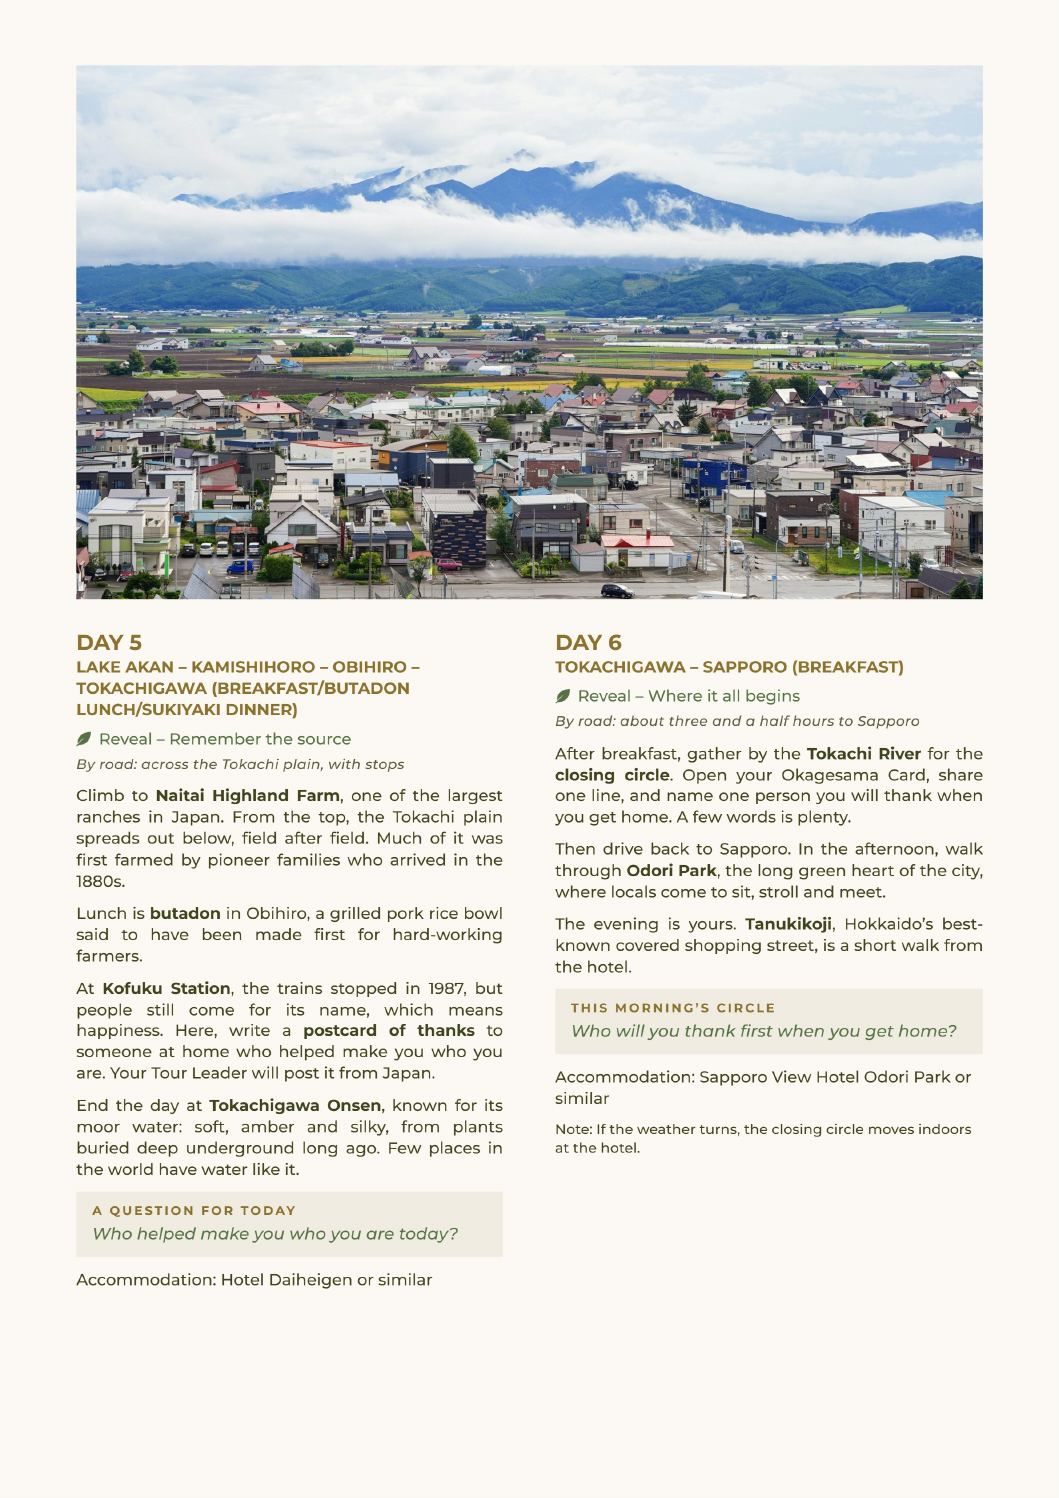 DAY 5
LAKE AKAN – KAMISHIHORO – OBIHIRO –
TOKACHIGAWA (BREAKFAST/BUTADON
LUNCH/SUKIYAKI DINNER)
Reveal – Remember the source
By road: across the Tokachi plain, with stops
Climb to Naitai Highland Farm, one of the largest
ranches in Japan. From the top, the Tokachi plain
spreads out below, field after field. Much of it was
first farmed by pioneer families who arrived in the
1880s.
Lunch is butadon in Obihiro, a grilled pork rice bowl
said to have been made first for hard-working
farmers.
At Kofuku Station, the trains stopped in 1987, but
people still come for its name, which means
happiness. Here, write a postcard of thanks to
someone at home who helped make you who you
are. Your Tour Leader will post it from Japan.
End the day at Tokachigawa Onsen, known for its
moor water: soft, amber and silky, from plants
buried deep underground long ago. Few places in
the world have water like it.
A QUESTION FOR TODAY
Who helped make you who you are today?
Accommodation: Hotel Daiheigen or similar
DAY 6
TOKACHIGAWA – SAPPORO (BREAKFAST)
Reveal – Where it all begins
By road: about three and a half hours to Sapporo
After breakfast, gather by the Tokachi River for the
closing circle. Open your Okagesama Card, share
one line, and name one person you will thank when
you get home. A few words is plenty.
Then drive back to Sapporo. In the afternoon, walk
through Odori Park, the long green heart of the city,
where locals come to sit, stroll and meet.
The evening is yours. Tanukikoji, Hokkaido’s best-
known covered shopping street, is a short walk from
the hotel.
THIS MORNING’S CIRCLE
Who will you thank first when you get home?
Accommodation: Sapporo View Hotel Odori Park or
similar
Note: If the weather turns, the closing circle moves indoors
at the hotel.